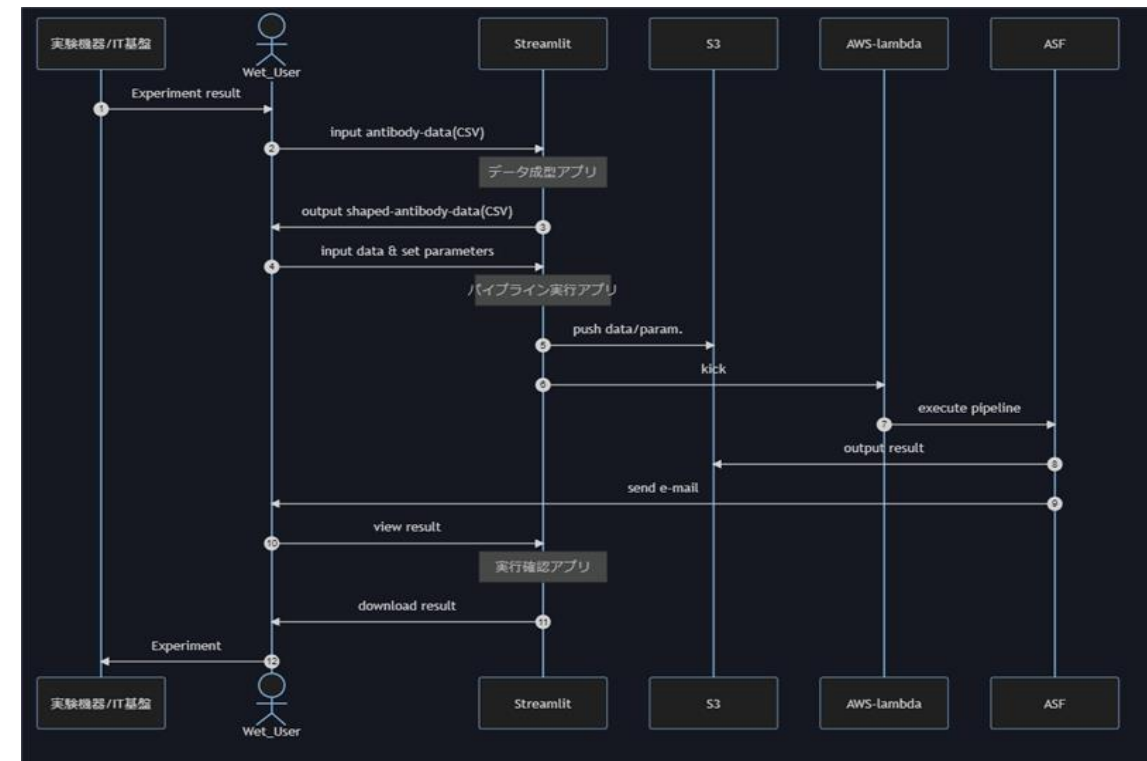 実験機器/IT基盤
Wet_User
Streamlit
S3
AWS-lambda
ASF
Experiment result
1
input antibody-data(CSV)
2
データ成型アプリ
output shaped-antibody-data(CSV)
3
input data & set parameters
4
パイプライン実行アプリ
push data/param.
5
kick
6
execute pipeline
7
output result
8
send e-mail
9
view result
10
実行確認アプリ
download result
11
Experiment
12
実験機器/IT基盤
Wet_User
Streamlit
S3
AWS-lambda
ASF